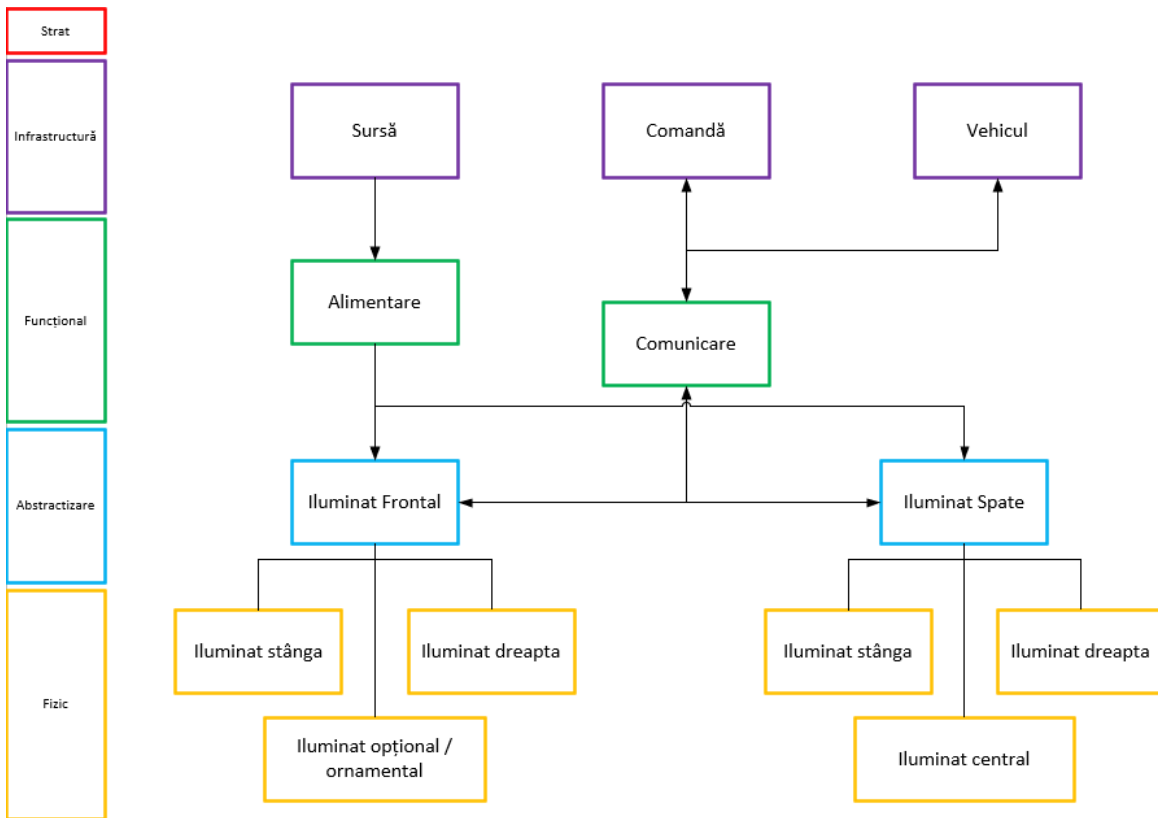 Strat
Infrastructură
Sursă
Comandă
Vehicul
Funcțional
Alimentare
Comunicare
Abstractizare
Iluminat Frontal
Iluminat Spate
Fizic
Iluminat stânga
Iluminat dreapta
Iluminat stânga
Iluminat dreapta
Iluminat opțional /
ornamental
Iluminat central